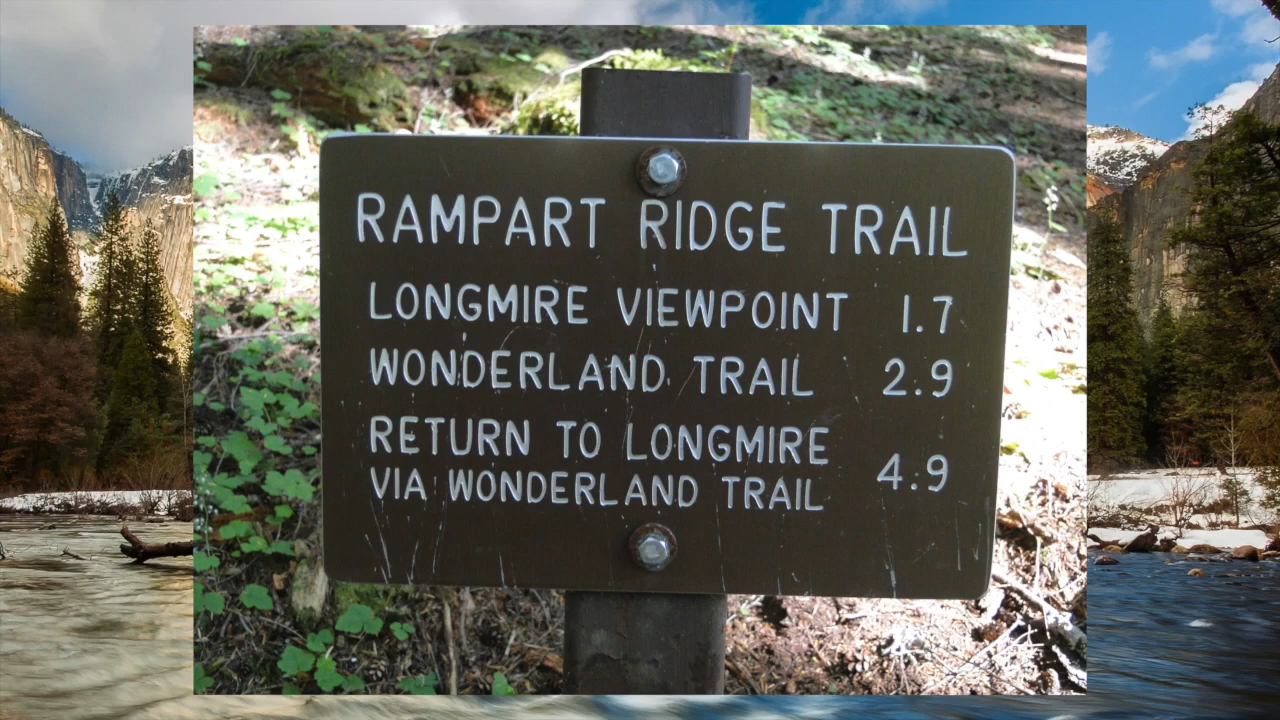 RAMPART RIDGE TRAIL
LONGMIRE VIEWPOINT 1.7
WONDERLAND TRAIL 2.9
RETURN TO LONGMIRE
VIA WONDERLAND TRAIL 4.9